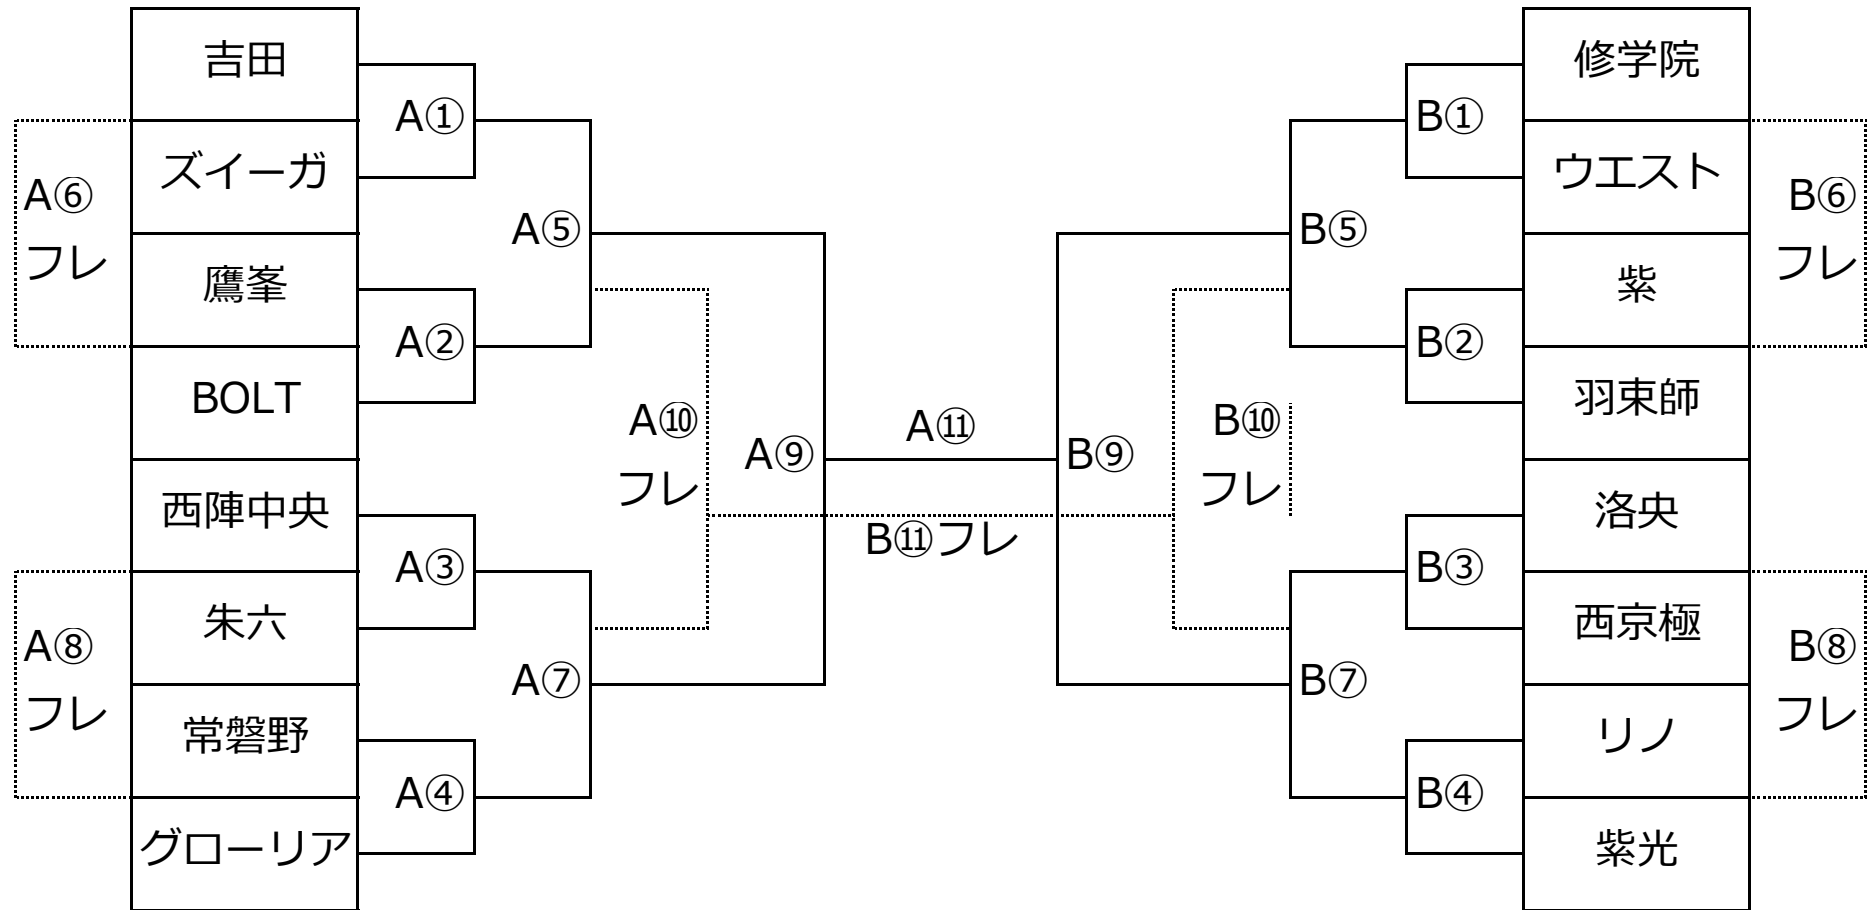 吉田
ズイーガ
鷹峯
BOLT
西陣中央
朱六
常磐野
グローリア
A⑥
フレ
A⑧
フレ
A①
A②
A③
A④
A⑤
A⑦
A⑩
フレ
A⑨
A⑪
B⑪フレ
B⑨
B⑩
フレ
B⑤
B⑦
B①
B②
B③
B④
修学院
ウエスト
紫
羽束師
洛央
西京極
リノ
紫光
B⑥
フレ
B⑧
フレ